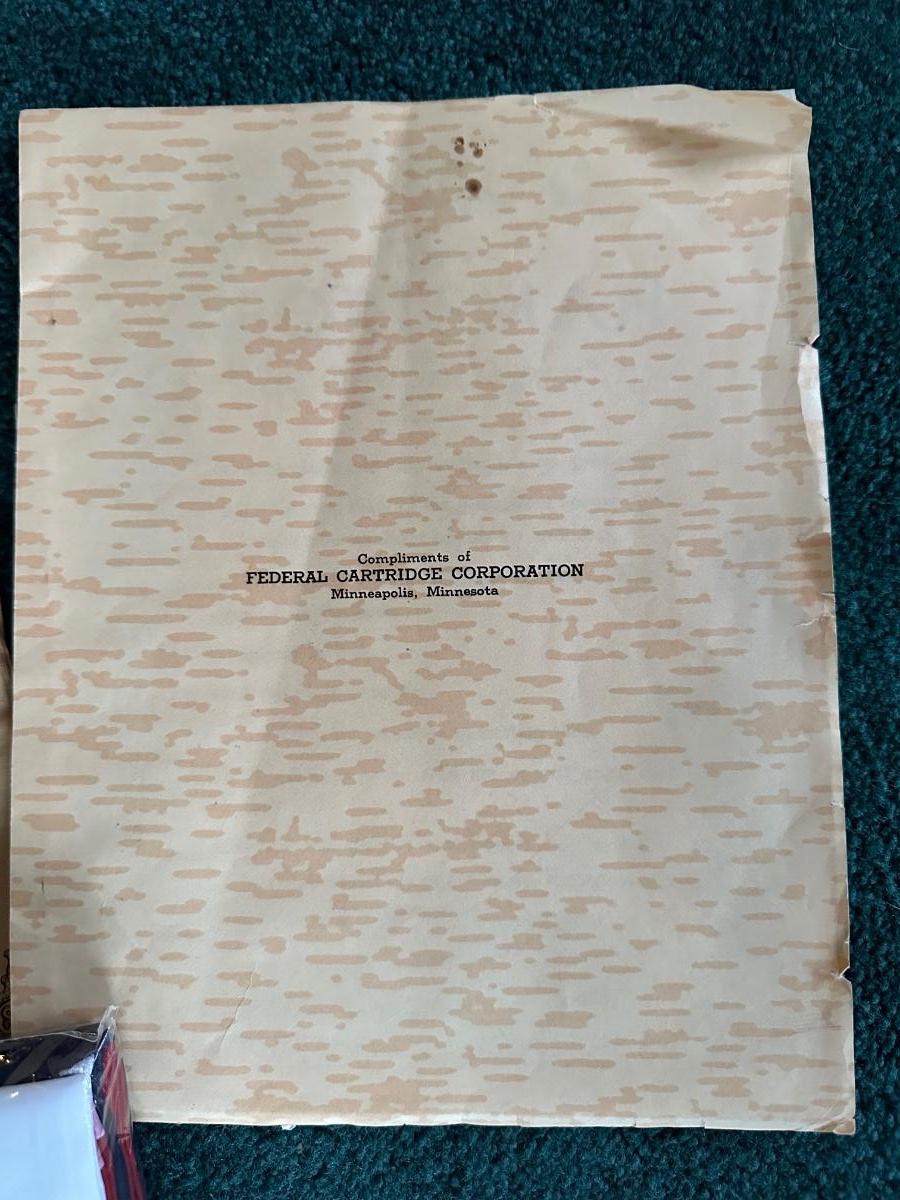 Compliments of
FEDERAL CARTRIDGE CORPORATION
Minneapolis, Minnesota